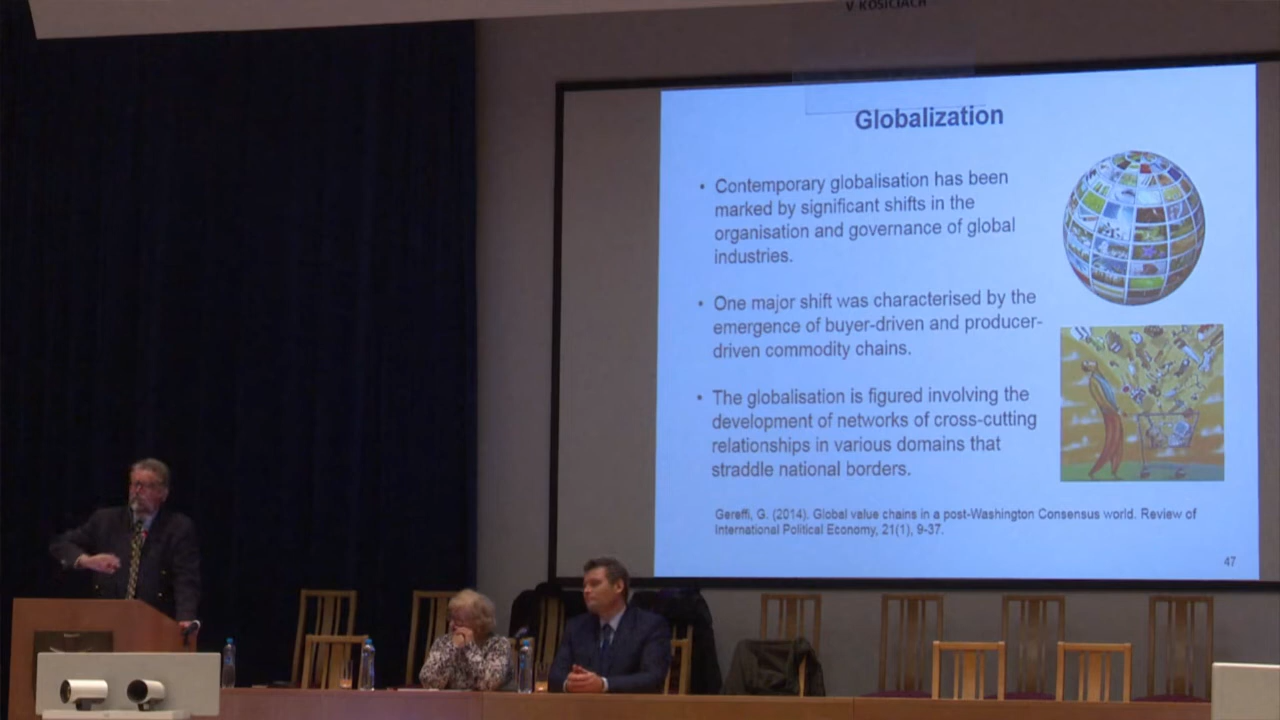 V KOŠICIACH
Globalization
• Contemporary globalisation has been
marked by significant shifts in the
organisation and governance of global
industries.
• One major shift was characterised by the
emergence of buyer-driven and producer-
driven commodity chains.
• The globalisation is figured involving the
development of networks of cross-cutting
relationships in various domains that
straddle national borders.
Gereffi, G. (2014). Global value chains in a post-Washington Consensus world. Review of
International Political Economy, 21(1), 9-37.
47